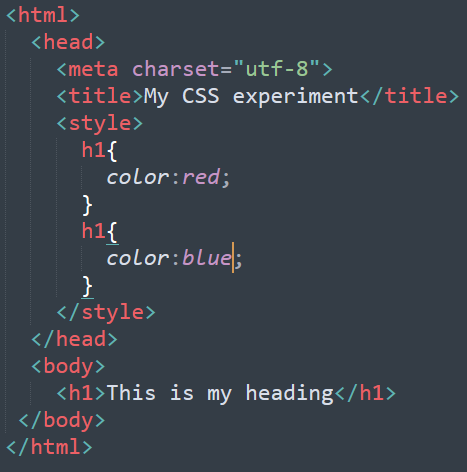 <html>
<head>
<meta charset="utf-8">
<title>My CSS experiment</title>
<style>
h1{
color:red;
}
h1{
color:blue;
}
</style>
</head>
<body>
<h1>This is my heading</h1>
</body>
</html>